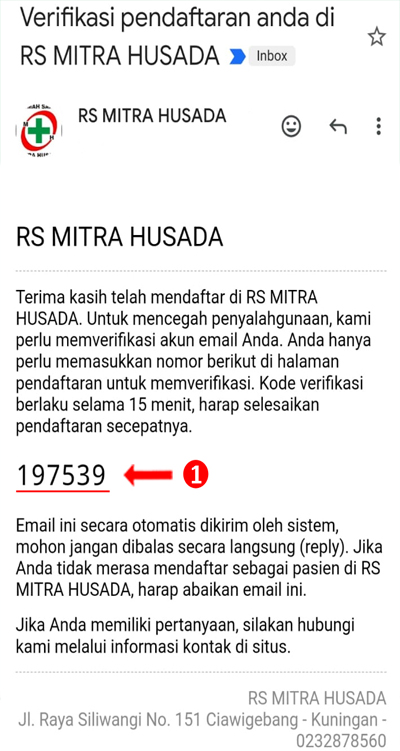 Verifikasi pendaftaran anda di
RS MITRA HUSADA
Inbox
RS MITRA HUSADA
RS MITRA HUSADA
Terima kasih telah mendaftar di RS MITRA
HUSADA. Untuk mencegah penyalahgunaan, kami
perlu memverifikasi akun email Anda. Anda hanya
perlu memasukkan nomor berikut di halaman
pendaftaran untuk memverifikasi. Kode verifikasi
berlaku selama 15 menit, harap selesaikan
pendaftaran secepatnya.
197539
1
Email ini secara otomatis dikirim oleh sistem,
mohon jangan dibalas secara langsung (reply). Jika
Anda tidak merasa mendaftar sebagai pasien di RS
MITRA HUSADA, harap abaikan email ini.
Jika Anda memiliki pertanyaan, silakan hubungi
kami melalui informasi kontak di situs.
RS MITRA HUSADA
Jl. Raya Siliwangi No. 151 Ciawigebang - Kuningan -
0232878560